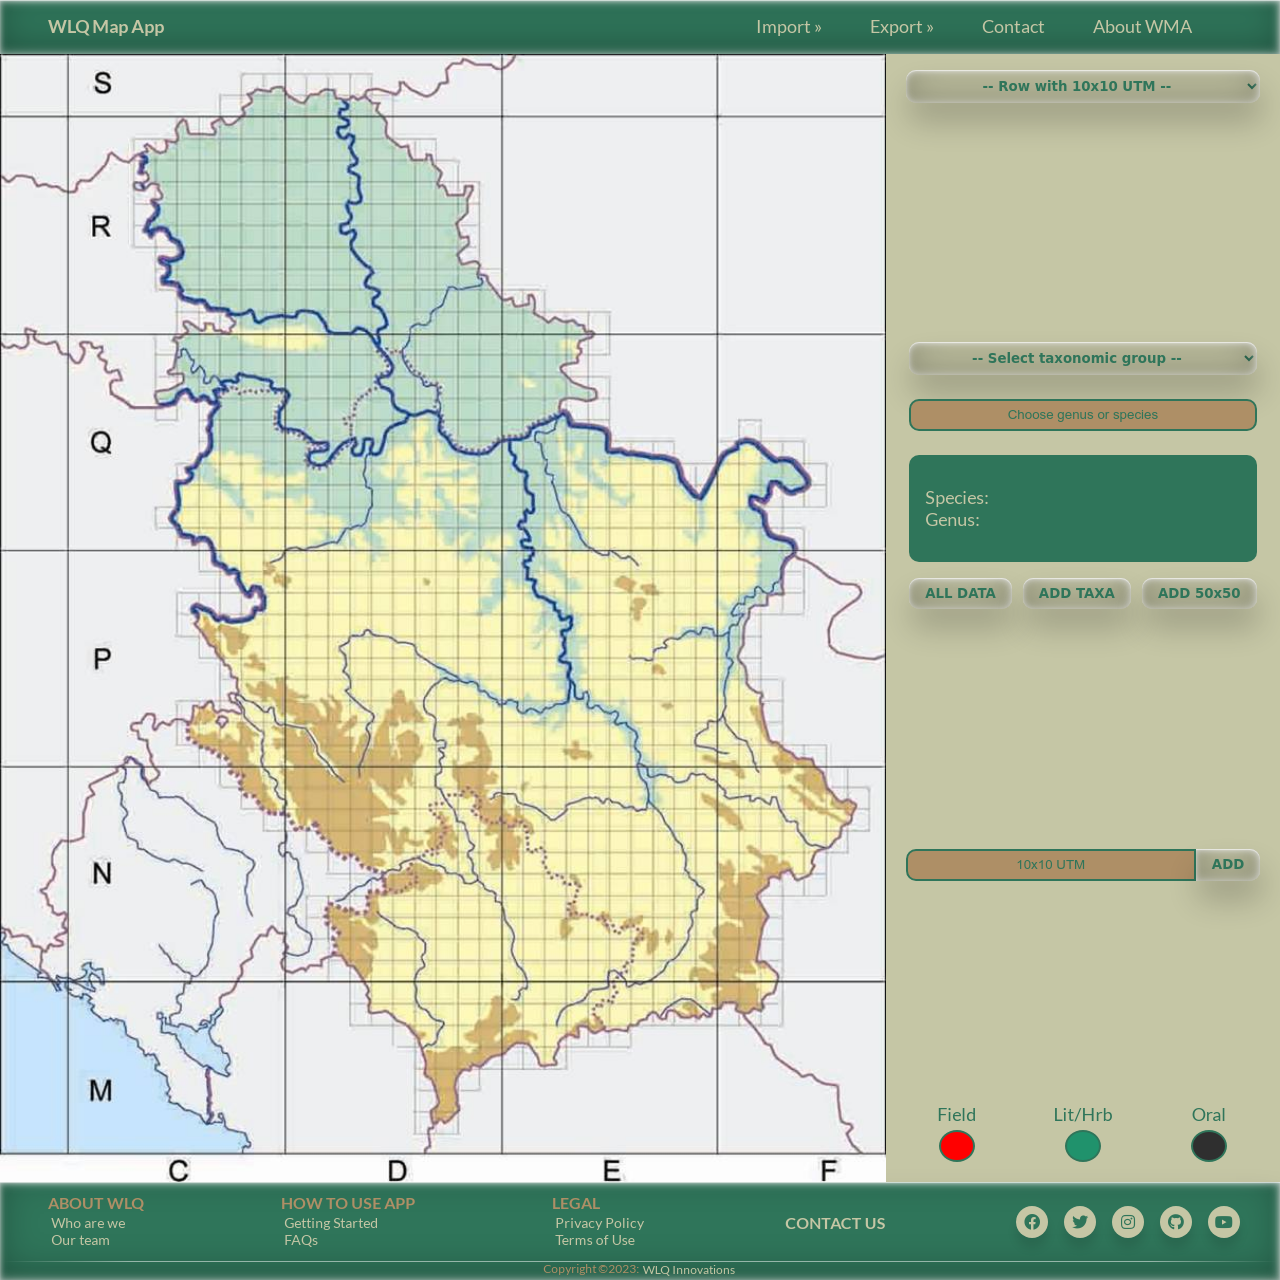 WLQ Map App
Import »
Export »
Contact
About WMA
S
R
Q
P
N
M
C
D
E
F
-- Row with 10x10 UTM --
-- Select taxonomic group --
Choose genus or species
Species:
Genus:
ALL DATA
ADD TAXA
ADD 50x50
10x10 UTM
ADD
Field
Lit/Hrb
Oral
ABOUT WLQ
Who are we
Our team
HOW TO USE APP
Getting Started
FAQs
LEGAL
Privacy Policy
Terms of Use
CONTACT US
Copyright ©2023: WLQ Innovations